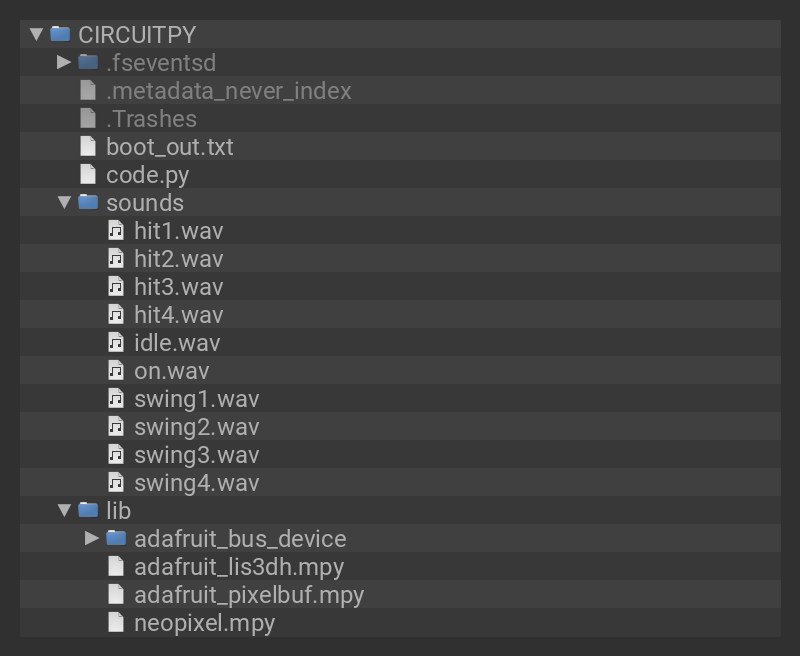 CIRCUITPY
.fseventsd
.metadata_never_index
.Trashes
boot_out.txt
code.py
sounds
hit1.wav
hit2.wav
hit3.wav
hit4.wav
idle.wav
on.wav
swing1.wav
swing2.wav
swing3.wav
swing4.wav
lib
adafruit_bus_device
adafruit_lis3dh.mpy
adafruit_pixelbuf.mpy
neopixel.mpy